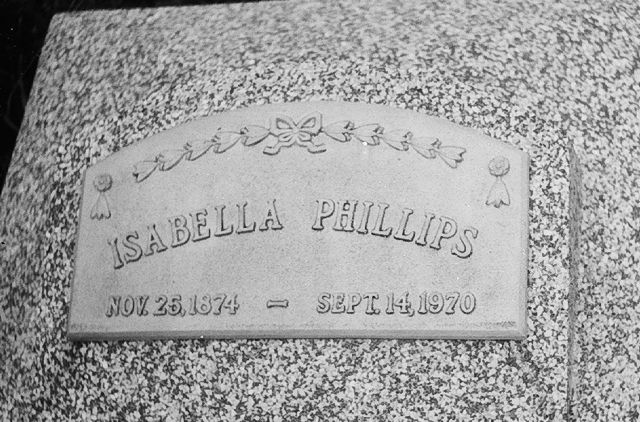 ISABELLA PHILLIPS
NOV. 25, 1874 — SEPT. 14, 1970